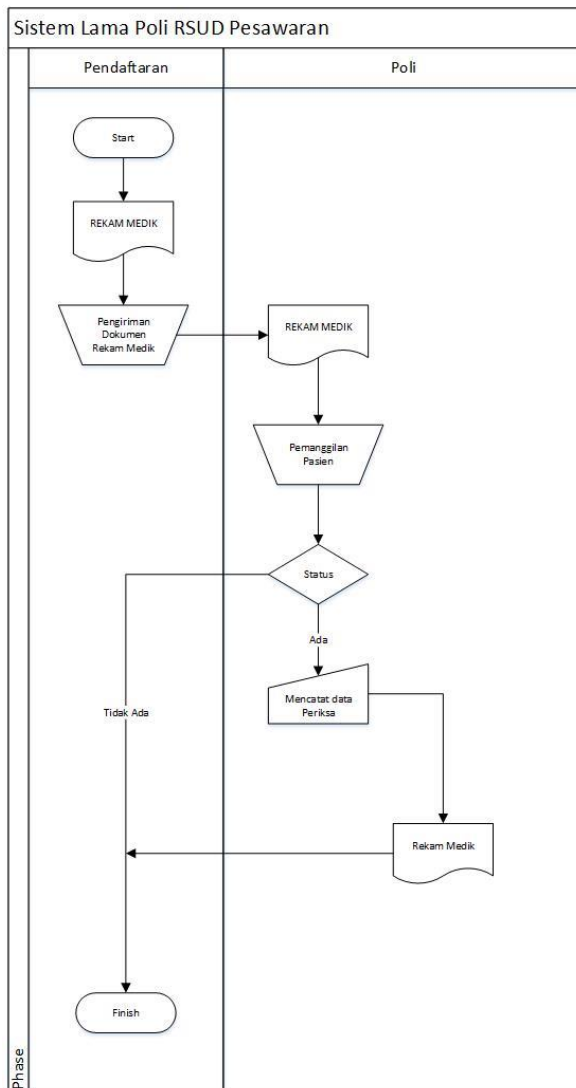 Sistem Lama Poli RSUD Pesawaran
Pendaftaran
Poli
Start
REKAM MEDIK
Pengiriman
Dokumen
Rekam Medik
REKAM MEDIK
Pemanggilan
Pasien
Status
Ada
Mencatat data
Periksa
Tidak Ada
Rekam Medik
Finish
Phase